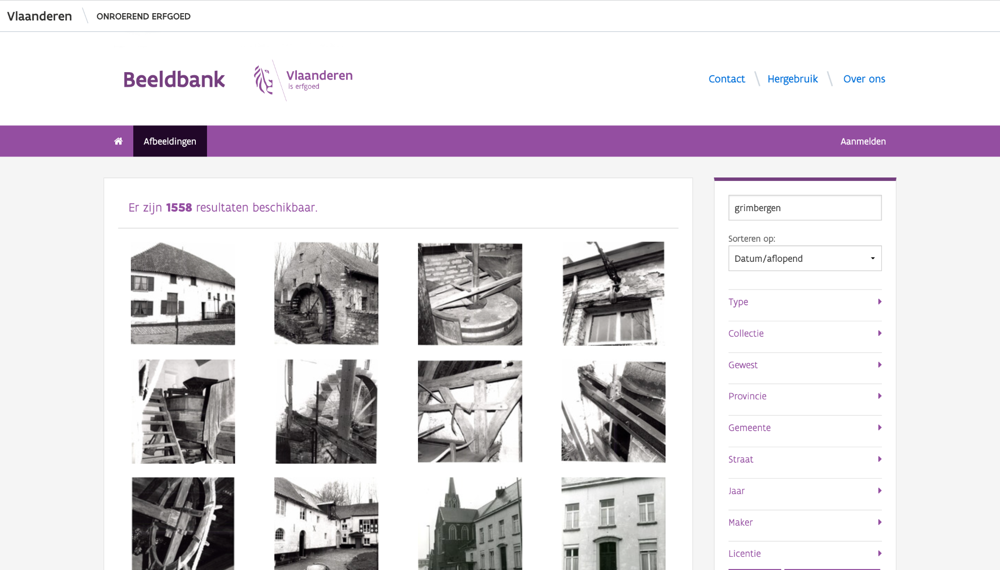 Vlaanderen
ONROEREND ERFGOED
Beeldbank
Vlaanderen
is erfgoed
Contact
Hergebruik
Over ons
Afbeeldingen
Aanmelden
Er zijn 1558 resultaten beschikbaar.
grimbergen
Sorteren op:
Datum/aflopend
Type
Collectie
Gewest
Provincie
Gemeente
Straat
Jaar
Maker
Licentie